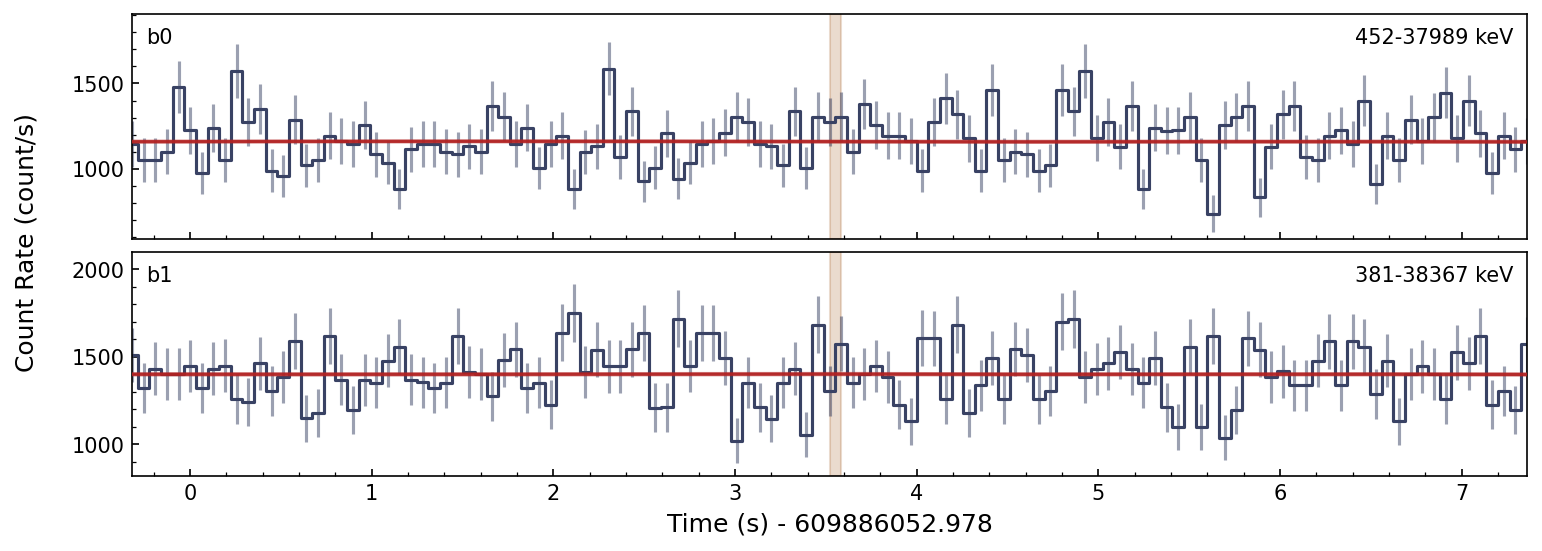 b0
452-37989 keV
1500
1000
Count Rate (count/s)
b1
381-38367 keV
2000
1500
1000
0 1 2 3 4 5 6 7
Time (s) - 609886052.978